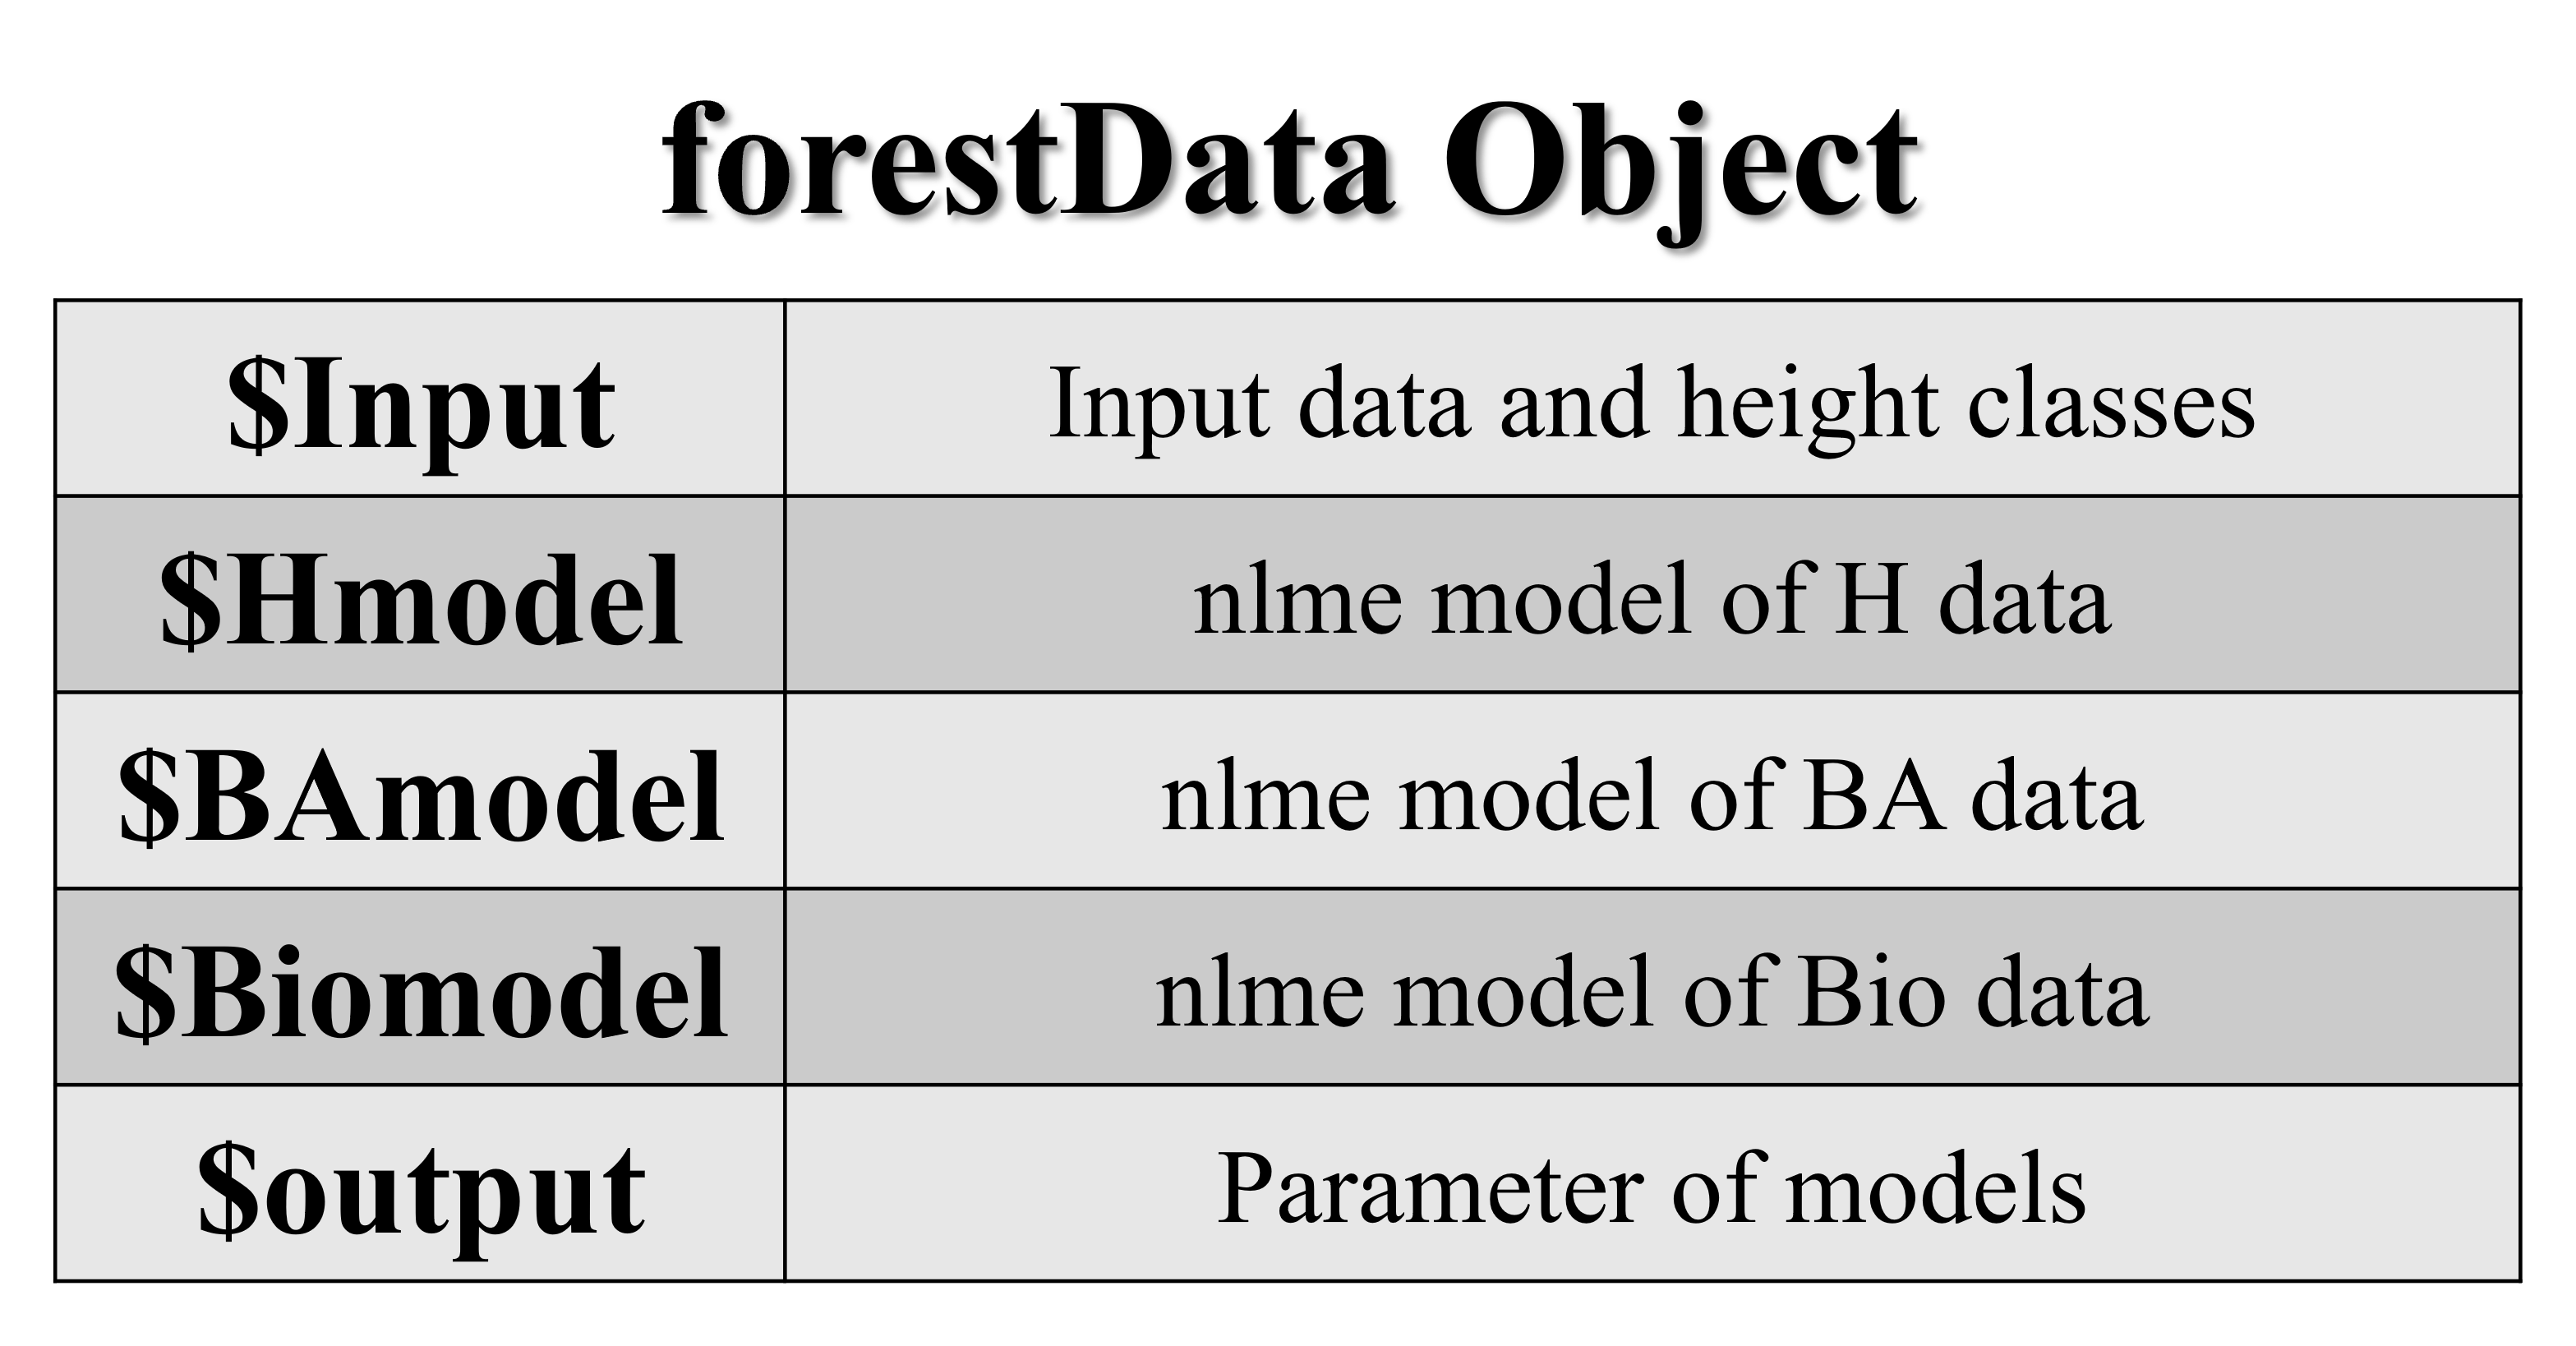 forestData Object
$Input Input data and height classes
$Hmodel nlme model of H data
$BAmodel nlme model of BA data
$Biomodel nlme model of Bio data
$output Parameter of models